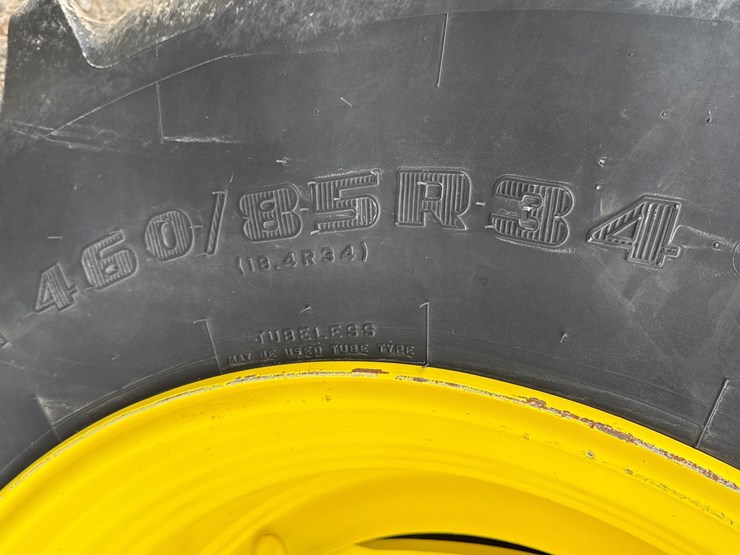 460/85R34
(18.4R34)
TUBELESS
MAY BE USED TUBE TYPE